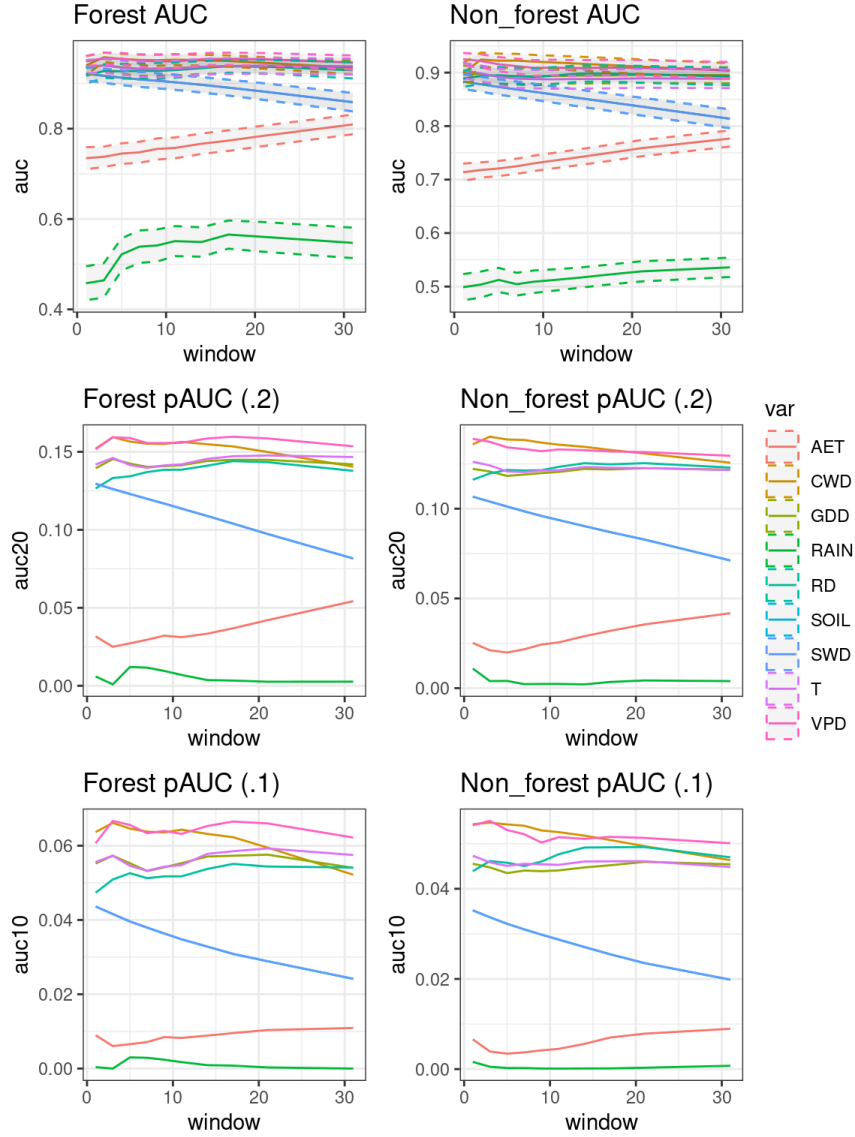 Forest AUC
Non_forest AUC
auc
0.8
0.6
0.4
0 10 20 30
window
auc
0.9
0.8
0.7
0.6
0.5
0 10 20 30
window
Forest pAUC (.2)
Non_forest pAUC (.2)
auc20
0.15
0.10
0.05
0.00
0 10 20 30
window
auc20
0.10
0.05
0.00
0 10 20 30
window
var
AET
CWD
GDD
RAIN
RD
SOIL
SWD
T
VPD
Forest pAUC (.1)
Non_forest pAUC (.1)
auc10
0.06
0.04
0.02
0.00
0 10 20 30
window
auc10
0.04
0.02
0.00
0 10 20 30
window